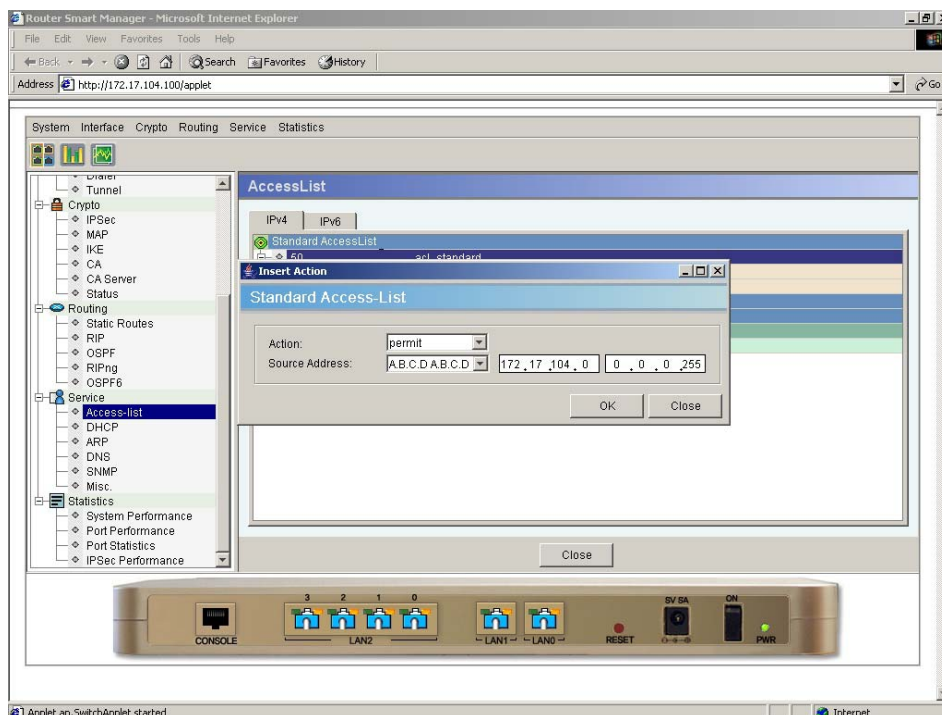 Router Smart Manager - Microsoft Internet Explorer
File Edit View Favorites Tools Help
Back Search Favorites History
Address http://172.17.104.100/applet Go
System Interface Crypto Routing Service Statistics
Dialer
Tunnel
Crypto
IPSec
MAP
IKE
CA
CA Server
Status
Routing
Static Routes
RIP
OSPF
RIPng
OSPF6
Service
Access-list
DHCP
ARP
DNS
SNMP
Misc.
Statistics
System Performance
Port Performance
Port Statistics
IPSec Performance
AccessList
IPv4 IPv6
Standard AccessList
50 acl_standard
Insert Action
Standard Access-List
Action: permit
Source Address: A.B.C.D A.B.C.D 172 . 17 . 104 . 0 0 . 0 . 0 . 255
OK Close
Close
3 2 1 0 5V 5A ON
CONSOLE LAN2 LAN1 LAN0 RESET PWR
Applet an.SwitchApplet started Internet